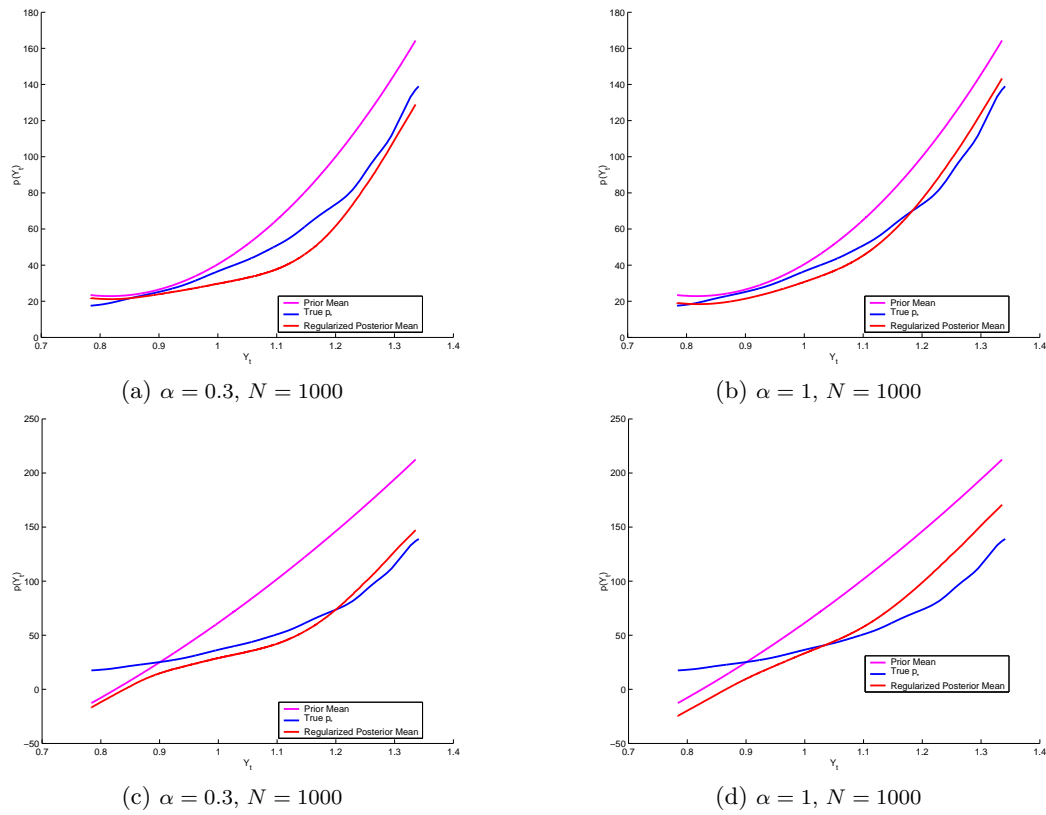 180
160
140
120
100
80
60
40
20
0
p(Y_t)
0.7 0.8 0.9 1 1.1 1.2 1.3 1.4
Y_t
Prior Mean
True p_*
Regularized Posterior Mean
(a) α = 0.3, N = 1000
180
160
140
120
100
80
60
40
20
0
p(Y_t)
0.7 0.8 0.9 1 1.1 1.2 1.3 1.4
Y_t
Prior Mean
True p_*
Regularized Posterior Mean
(b) α = 1, N = 1000
250
200
150
100
50
0
−50
p(Y_t)
0.7 0.8 0.9 1 1.1 1.2 1.3 1.4
Y_t
Prior Mean
True p_*
Regularized Posterior Mean
(c) α = 0.3, N = 1000
250
200
150
100
50
0
−50
p(Y_t)
0.7 0.8 0.9 1 1.1 1.2 1.3 1.4
Y_t
Prior Mean
True p_*
Regularized Posterior Mean
(d) α = 1, N = 1000